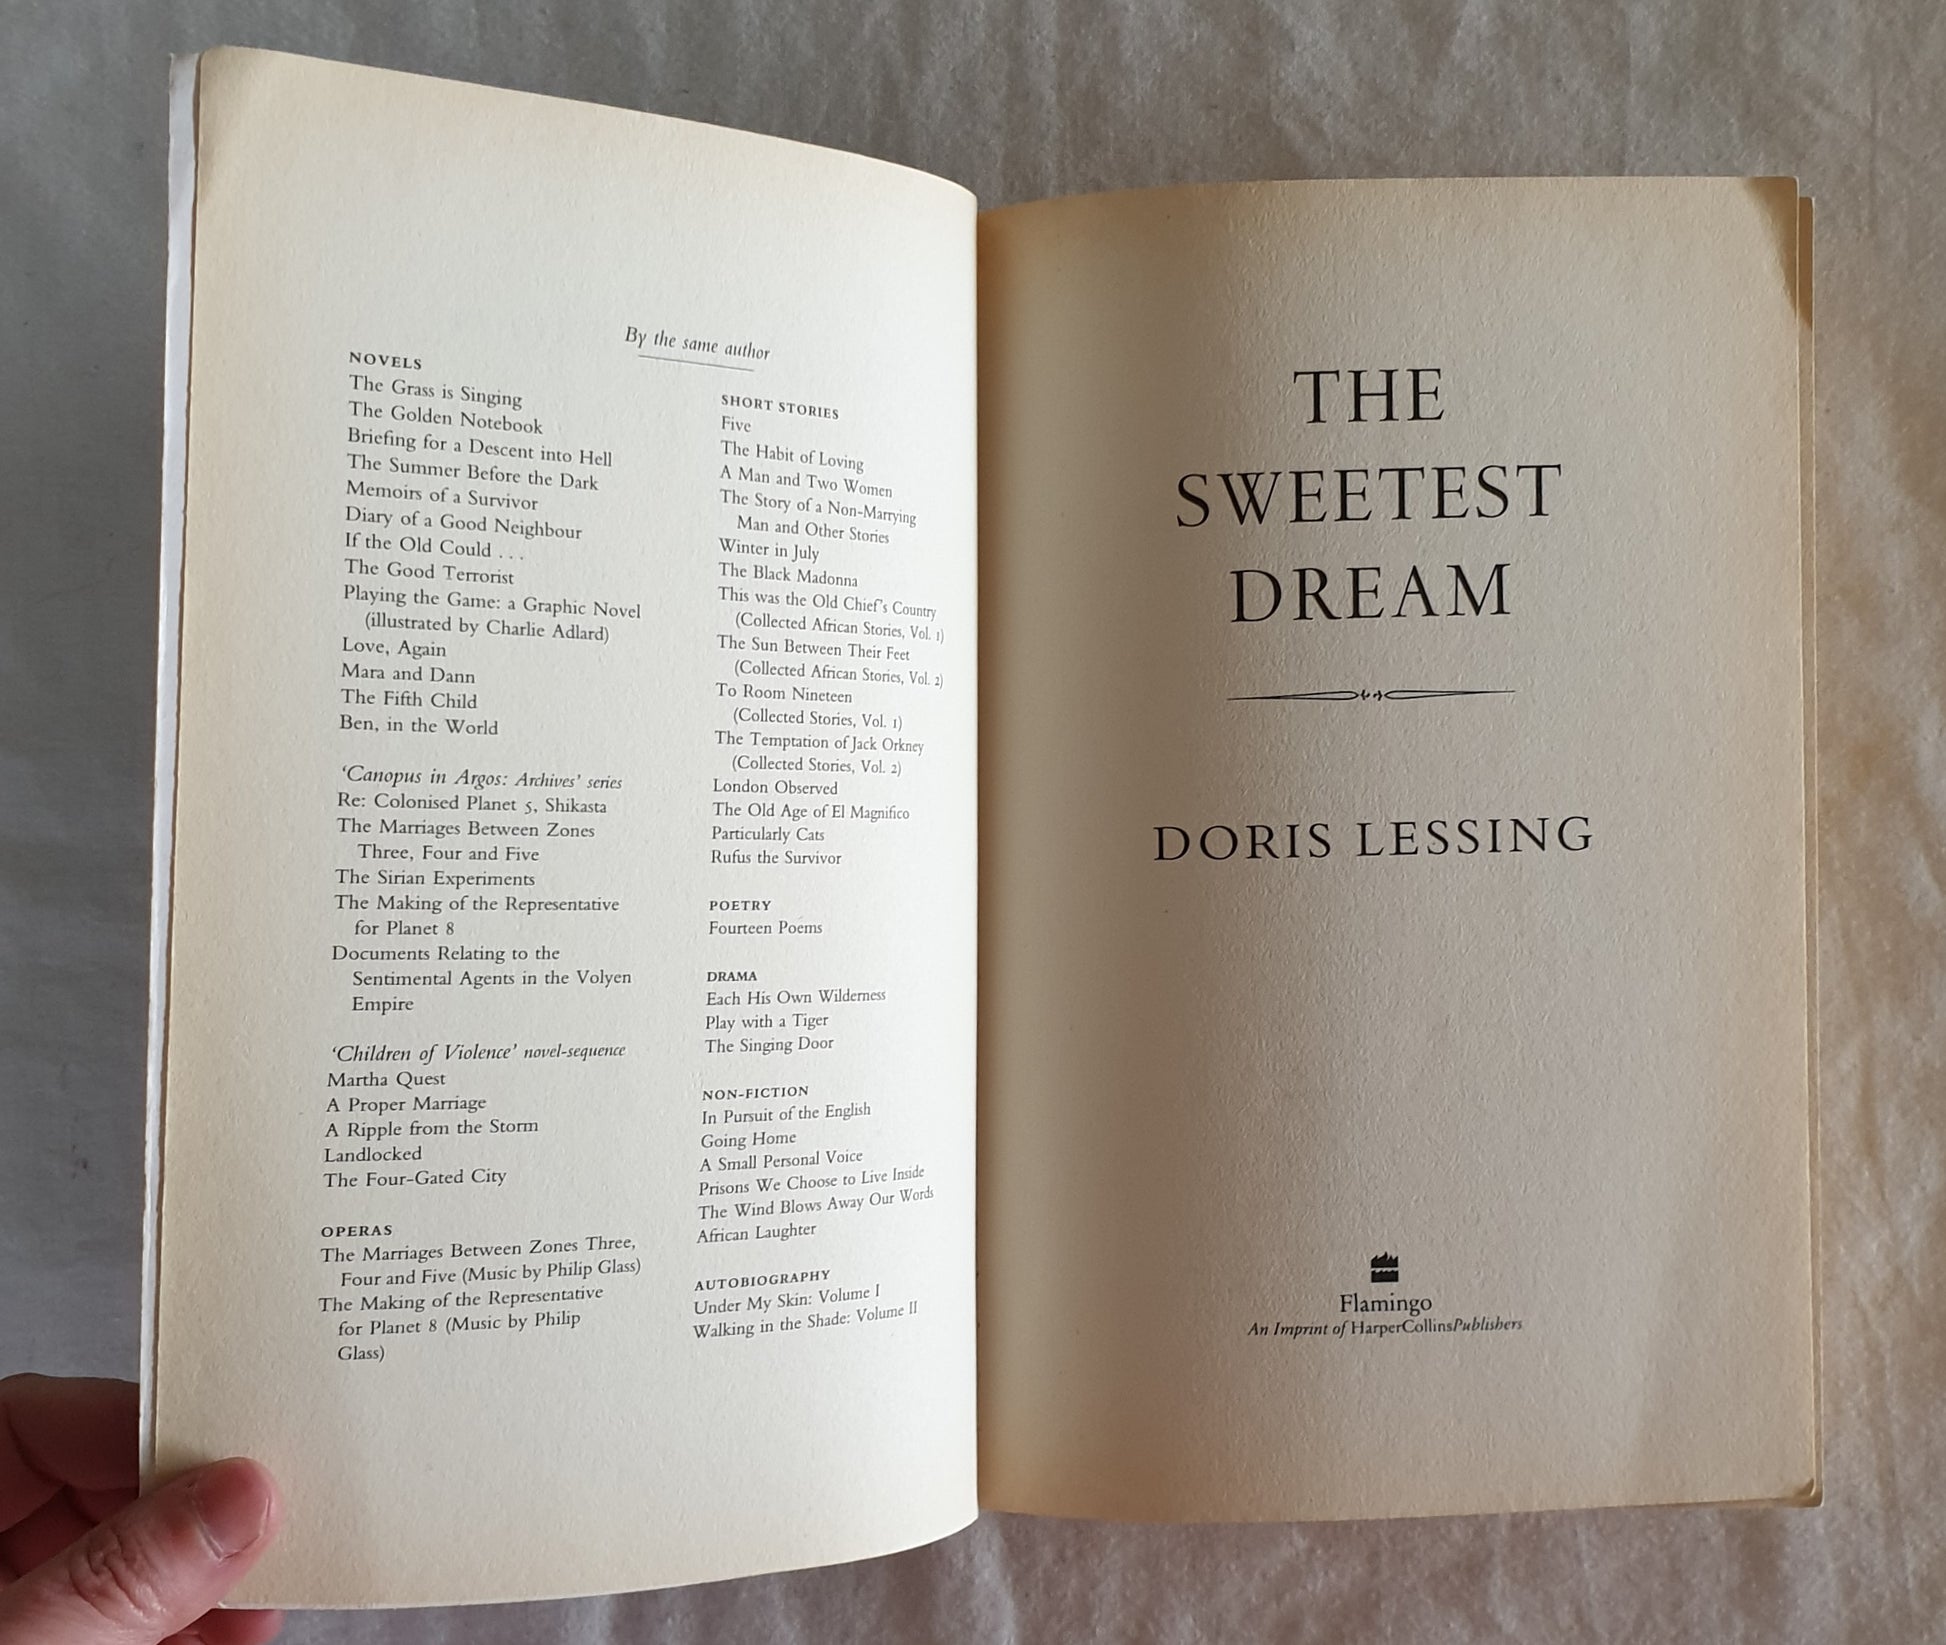 By the same author
NOVELS
The Grass is Singing
The Golden Notebook
Briefing for a Descent into Hell
The Summer Before the Dark
Memoirs of a Survivor
Diary of a Good Neighbour
If the Old Could . . .
The Good Terrorist
Playing the Game: a Graphic Novel
(illustrated by Charlie Adlard)
Love, Again
Mara and Dann
The Fifth Child
Ben, in the World
'Canopus in Argos: Archives' series
Re: Colonised Planet 5, Shikasta
The Marriages Between Zones
Three, Four and Five
The Sirian Experiments
The Making of the Representative
for Planet 8
Documents Relating to the
Sentimental Agents in the Volyen
Empire
'Children of Violence' novel-sequence
Martha Quest
A Proper Marriage
A Ripple from the Storm
Landlocked
The Four-Gated City
OPERAS
The Marriages Between Zones Three,
Four and Five (Music by Philip Glass)
The Making of the Representative
for Planet 8 (Music by Philip
Glass)
SHORT STORIES
Five
The Habit of Loving
A Man and Two Women
The Story of a Non-Marrying
Man and Other Stories
Winter in July
The Black Madonna
This was the Old Chief's Country
(Collected African Stories, Vol. 1)
The Sun Between Their Feet
(Collected African Stories, Vol. 2)
To Room Nineteen
(Collected Stories, Vol. 1)
The Temptation of Jack Orkney
(Collected Stories, Vol. 2)
London Observed
The Old Age of El Magnifico
Particularly Cats
Rufus the Survivor
POETRY
Fourteen Poems
DRAMA
Each His Own Wilderness
Play with a Tiger
The Singing Door
NON-FICTION
In Pursuit of the English
Going Home
A Small Personal Voice
Prisons We Choose to Live Inside
The Wind Blows Away Our Words
African Laughter
AUTOBIOGRAPHY
Under My Skin: Volume I
Walking in the Shade: Volume II
THE
SWEETEST
DREAM
DORIS LESSING
Flamingo
An Imprint of HarperCollinsPublishers